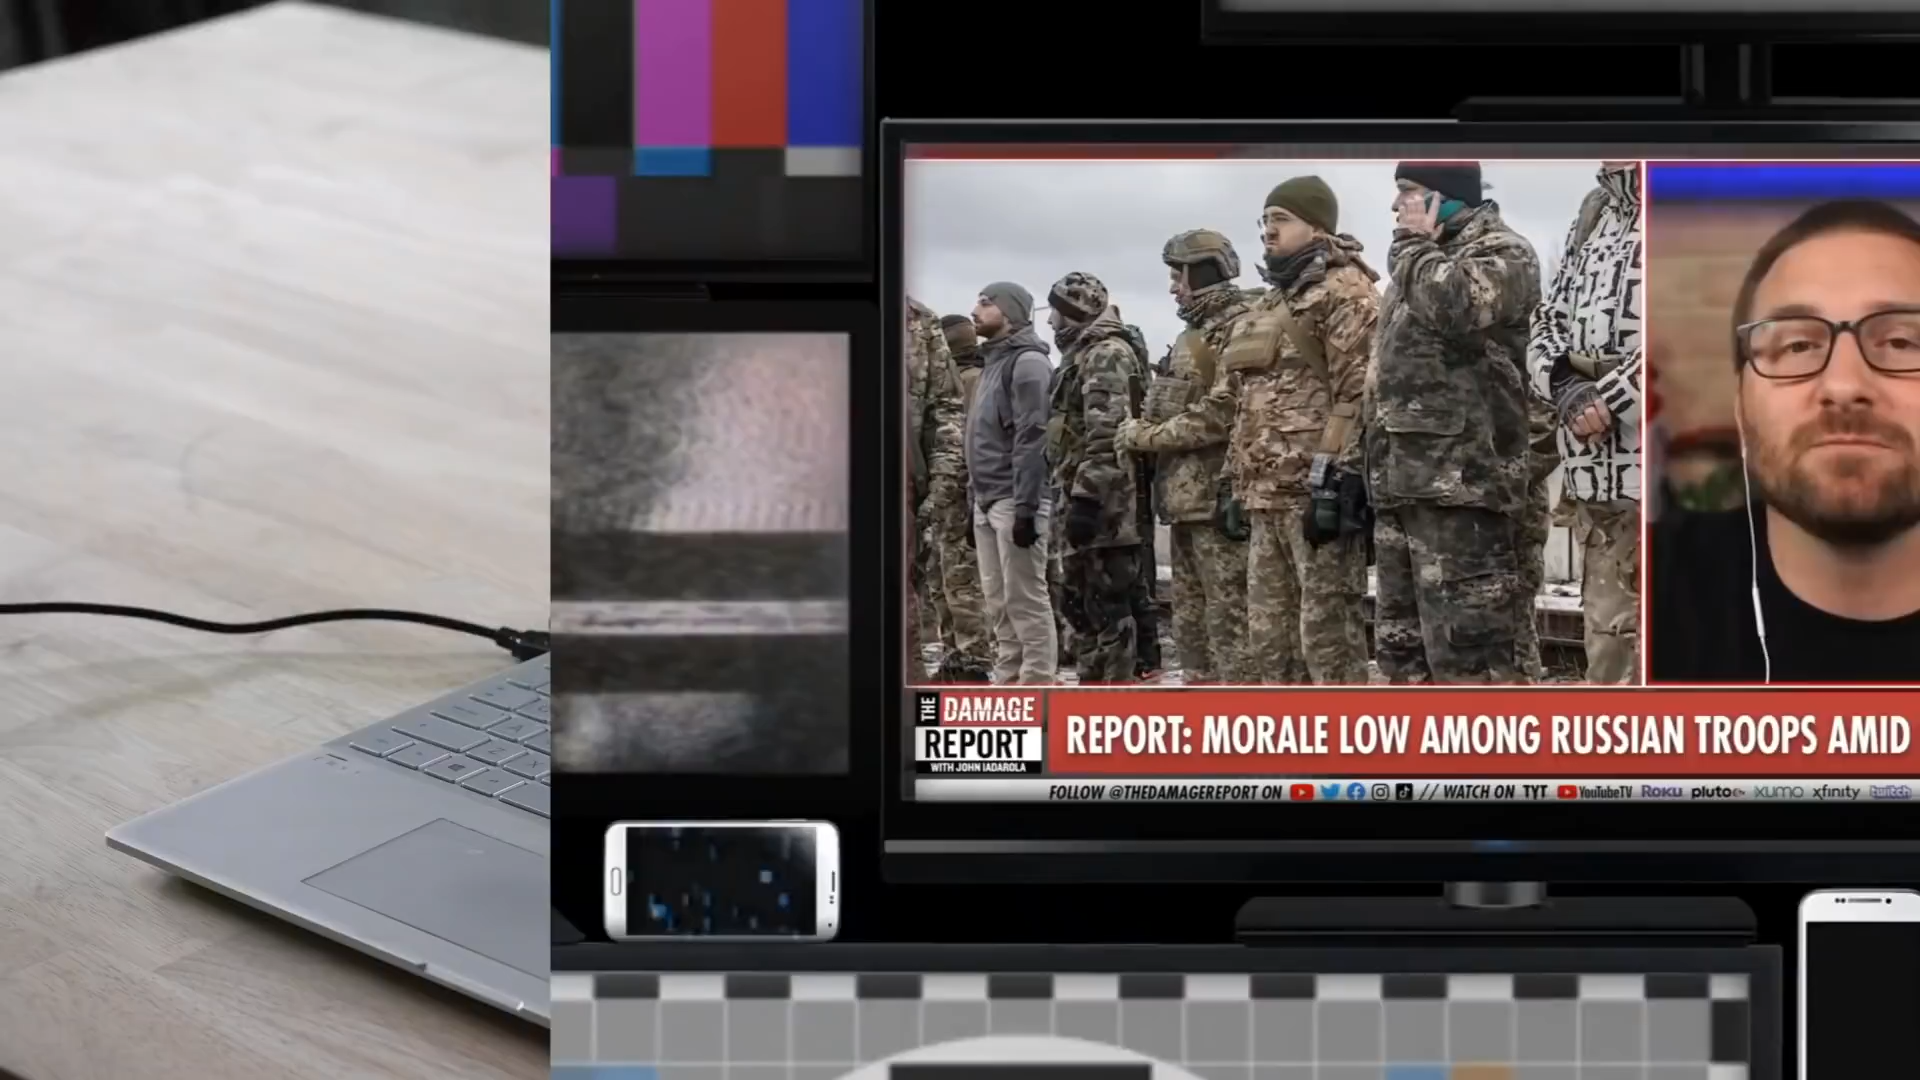 THE
DAMAGE
REPORT
WITH JOHN IADAROLA
REPORT: MORALE LOW AMONG RUSSIAN TROOPS AMID
FOLLOW @THEDAMAGEREPORT ON // WATCH ON TYT YouTubeTV Roku pluto tv XUMO xfinity twitch